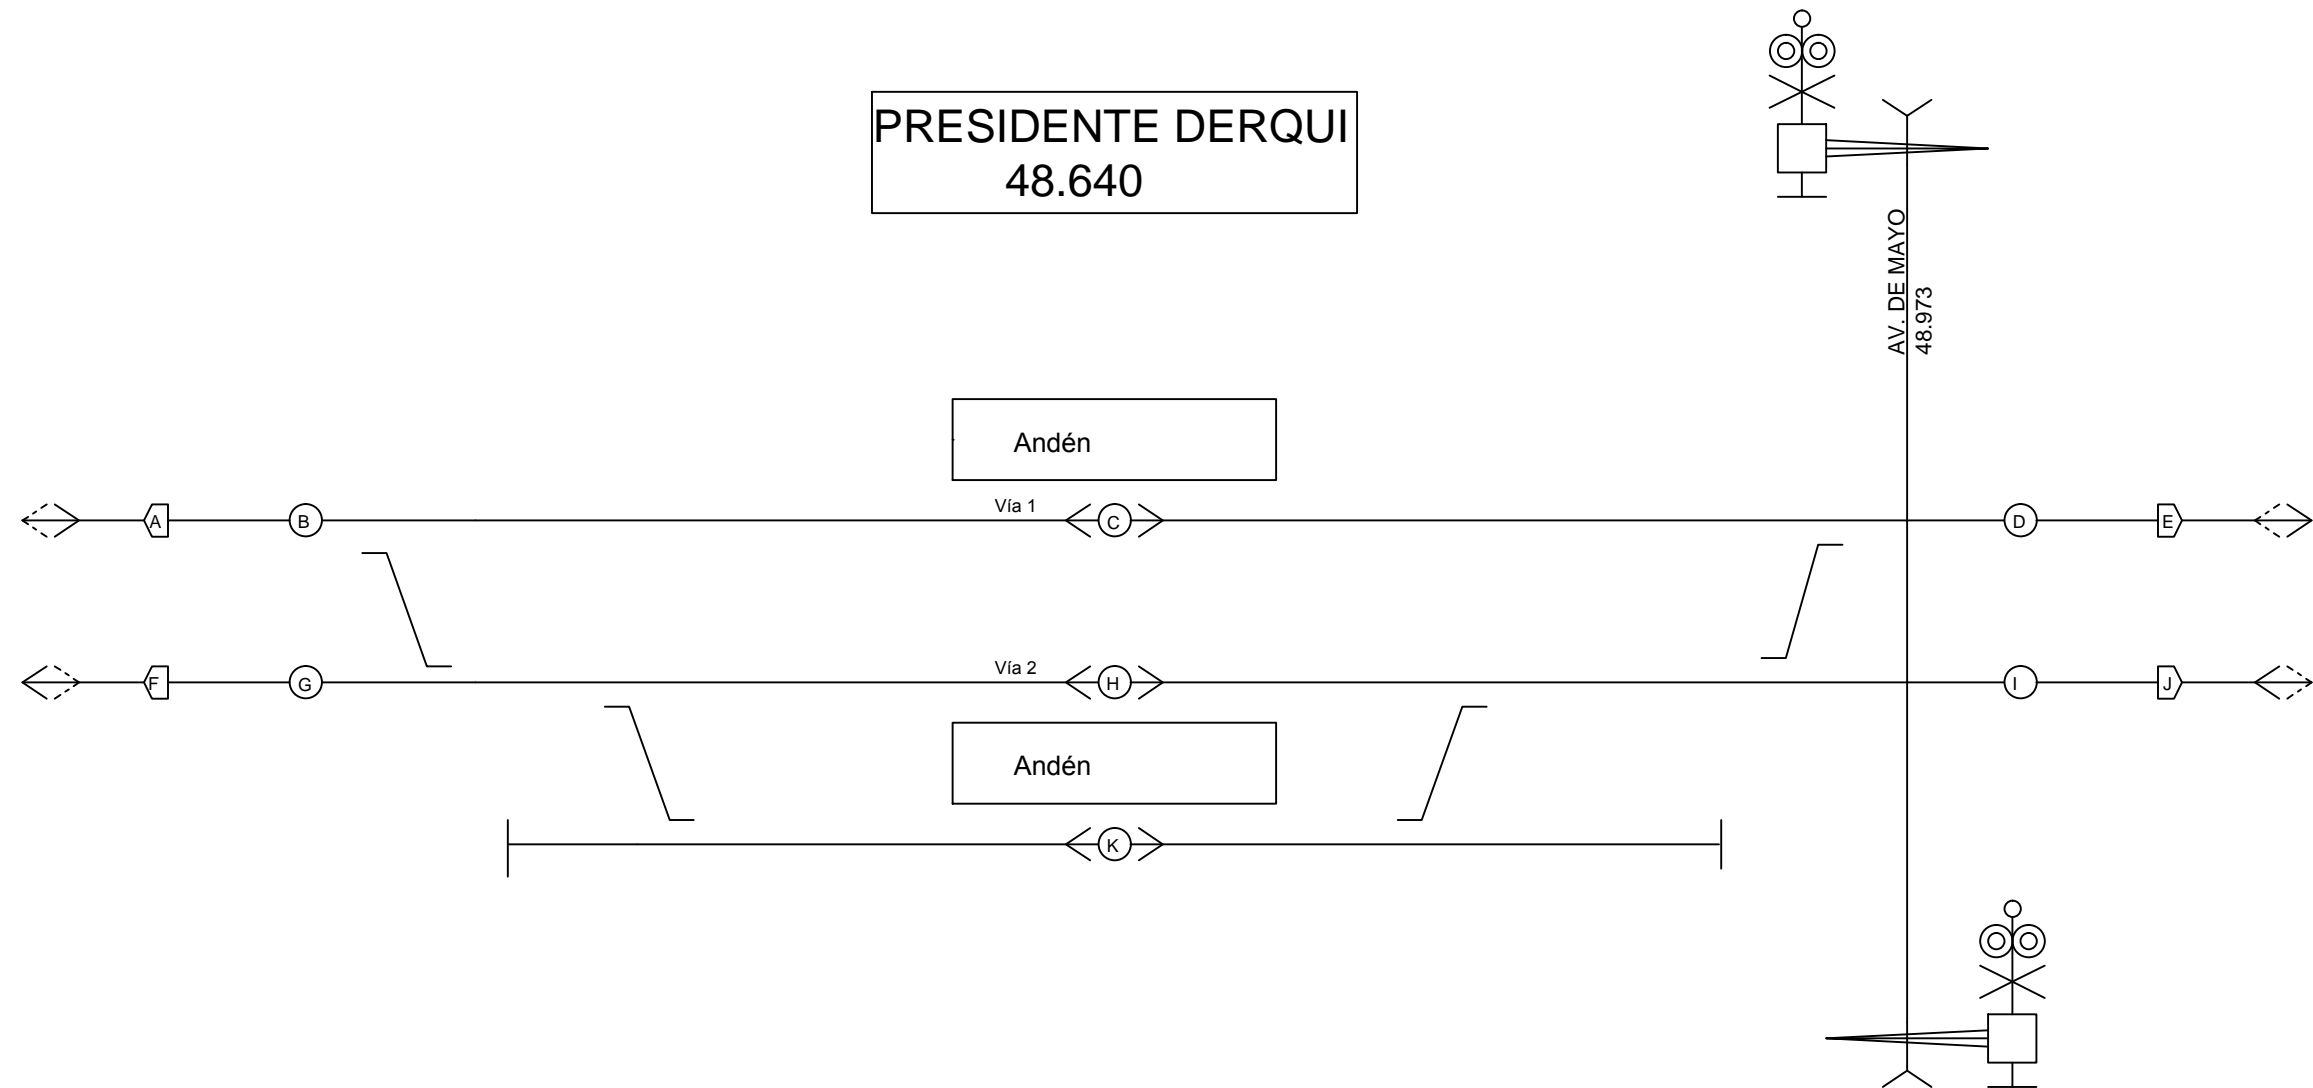 PRESIDENTE DERQUI
48.640
AV. DE MAYO
48.973
Andén
Vía 1
A
B
C
D
E
Vía 2
F
G
H
I
J
Andén
K